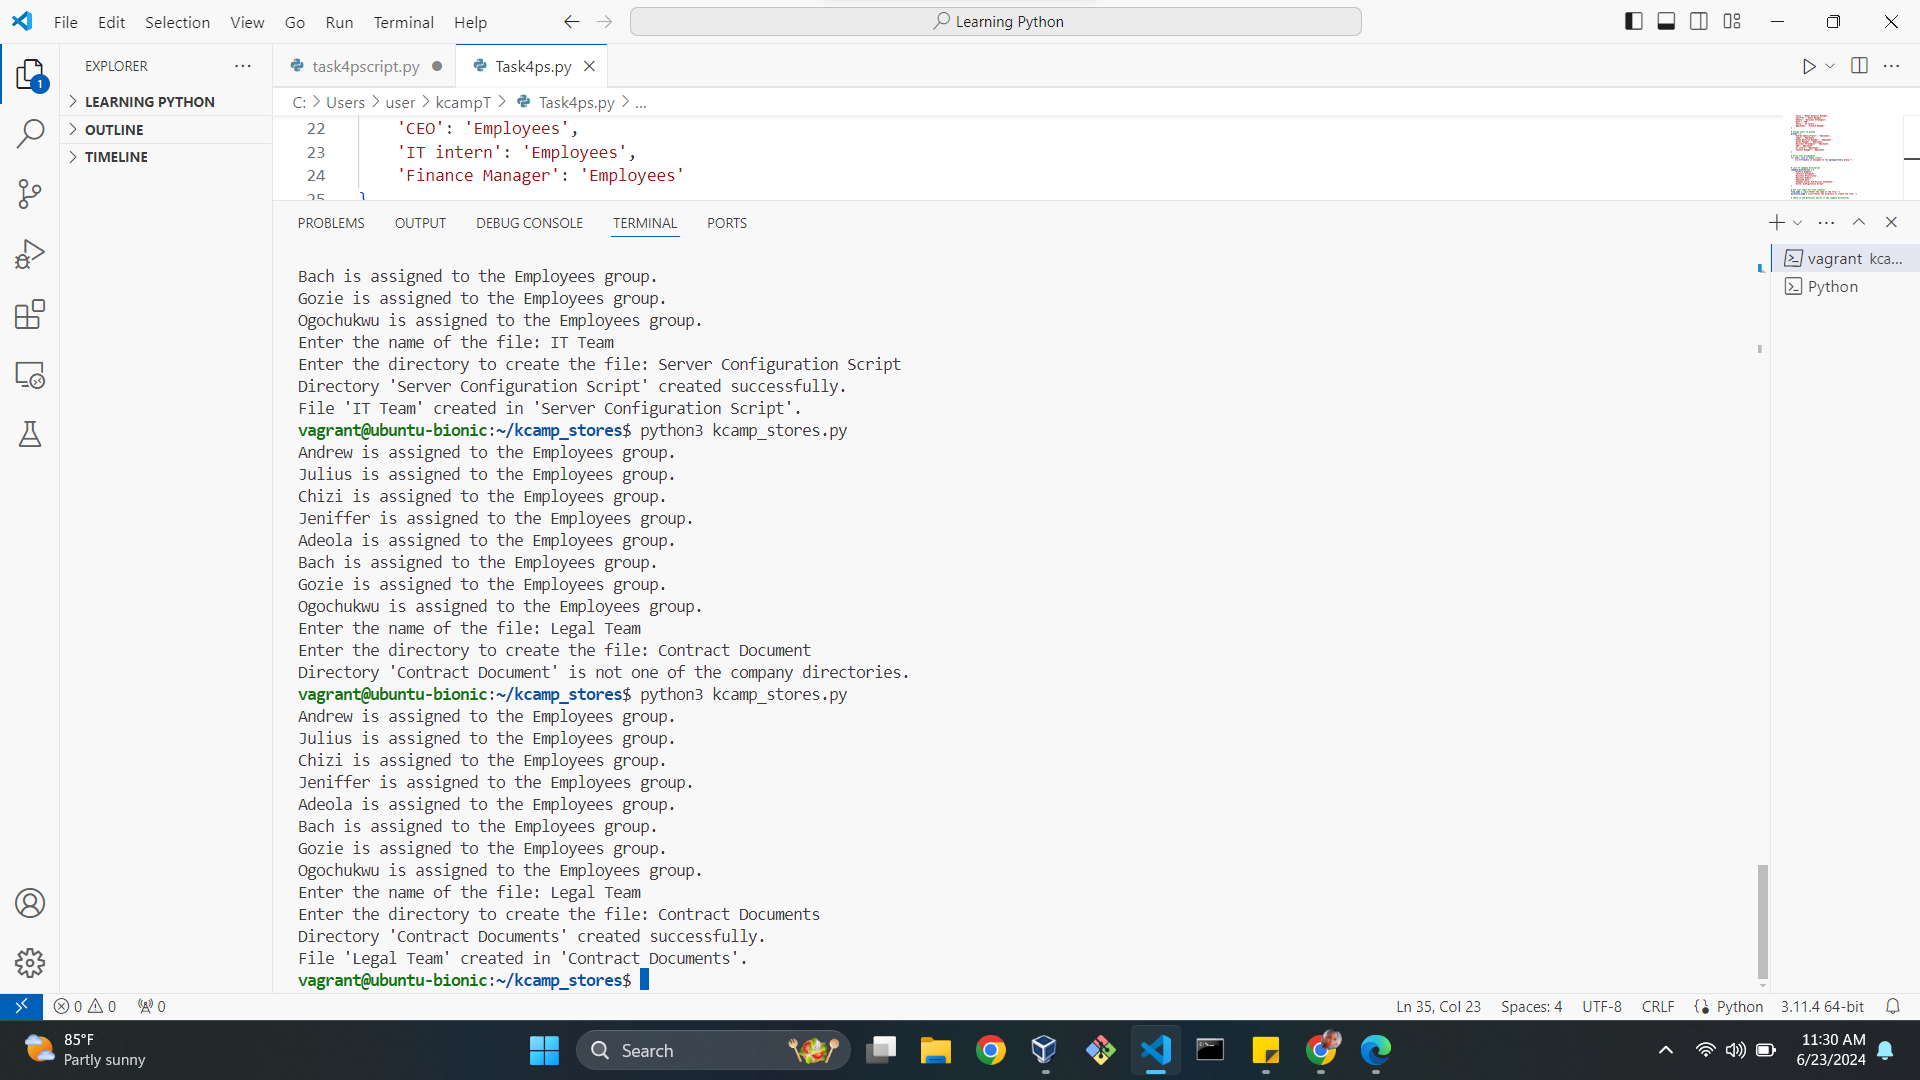 File Edit Selection View Go Run Terminal Help
Learning Python
EXPLORER
1
LEARNING PYTHON
OUTLINE
TIMELINE
task4pscript.py
Task4ps.py
C: > Users > user > kcampT > Task4ps.py > ...
22 'CEO': 'Employees',
23 'IT intern': 'Employees',
24 'Finance Manager': 'Employees'
25 }
PROBLEMS OUTPUT DEBUG CONSOLE TERMINAL PORTS
vagrant kca...
Python
Bach is assigned to the Employees group.
Gozie is assigned to the Employees group.
Ogochukwu is assigned to the Employees group.
Enter the name of the file: IT Team
Enter the directory to create the file: Server Configuration Script
Directory 'Server Configuration Script' created successfully.
File 'IT Team' created in 'Server Configuration Script'.
vagrant@ubuntu-bionic:~/kcamp_stores$ python3 kcamp_stores.py
Andrew is assigned to the Employees group.
Julius is assigned to the Employees group.
Chizi is assigned to the Employees group.
Jeniffer is assigned to the Employees group.
Adeola is assigned to the Employees group.
Bach is assigned to the Employees group.
Gozie is assigned to the Employees group.
Ogochukwu is assigned to the Employees group.
Enter the name of the file: Legal Team
Enter the directory to create the file: Contract Document
Directory 'Contract Document' is not one of the company directories.
vagrant@ubuntu-bionic:~/kcamp_stores$ python3 kcamp_stores.py
Andrew is assigned to the Employees group.
Julius is assigned to the Employees group.
Chizi is assigned to the Employees group.
Jeniffer is assigned to the Employees group.
Adeola is assigned to the Employees group.
Bach is assigned to the Employees group.
Gozie is assigned to the Employees group.
Ogochukwu is assigned to the Employees group.
Enter the name of the file: Legal Team
Enter the directory to create the file: Contract Documents
Directory 'Contract Documents' created successfully.
File 'Legal Team' created in 'Contract Documents'.
vagrant@ubuntu-bionic:~/kcamp_stores$
0 0 0 Ln 35, Col 23 Spaces: 4 UTF-8 CRLF Python 3.11.4 64-bit
85°F
Partly sunny
Search
11:30 AM
6/23/2024